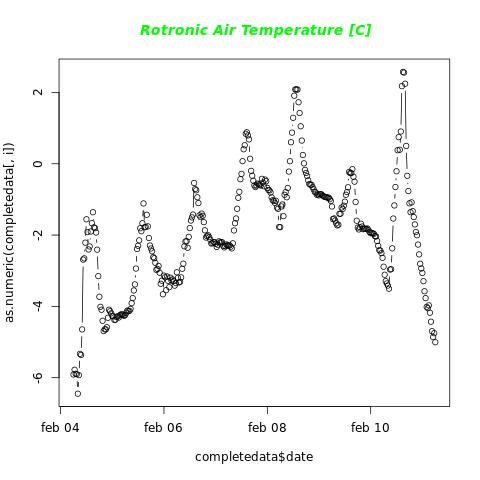 Rotronic Air Temperature [C]
as.numeric(completedata[, i])
2
0
-2
-4
-6
feb 04 feb 06 feb 08 feb 10
completedata$date